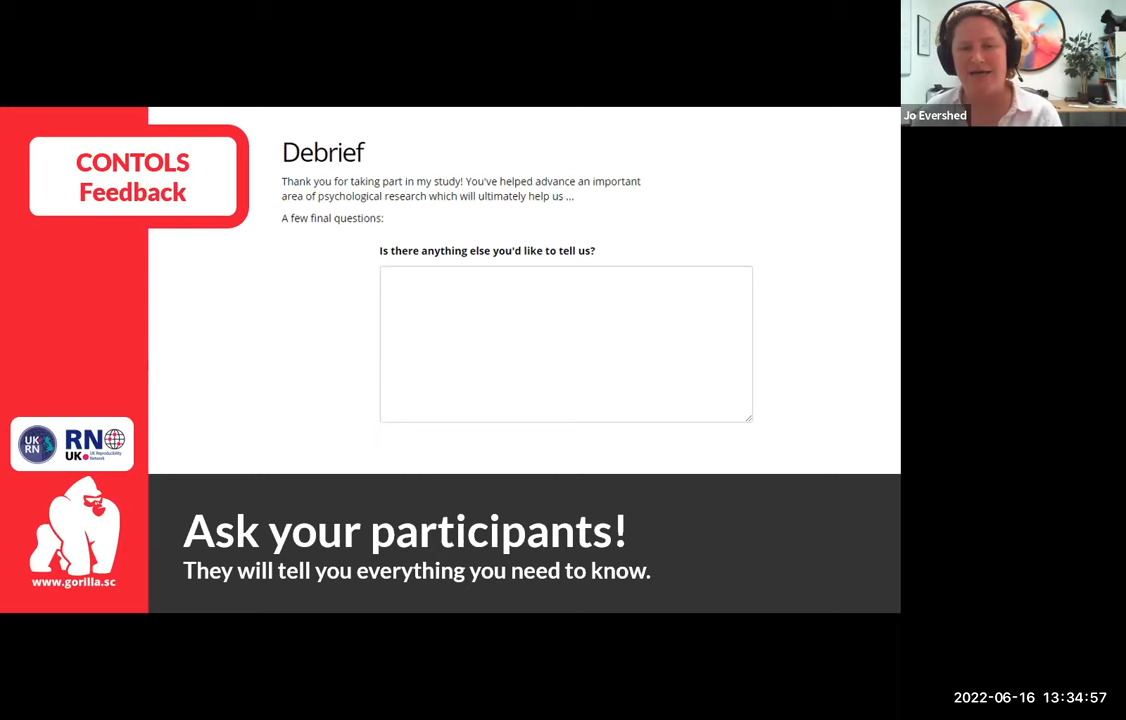 Jo Evershed
CONTOLS
Feedback
Debrief
Thank you for taking part in my study! You've helped advance an important
area of psychological research which will ultimately help us ...
A few final questions:
Is there anything else you'd like to tell us?
UK
RN
RN
UK
UK Reproducibility
Network
www.gorilla.sc
Ask your participants!
They will tell you everything you need to know.
2022-06-16 13:34:57